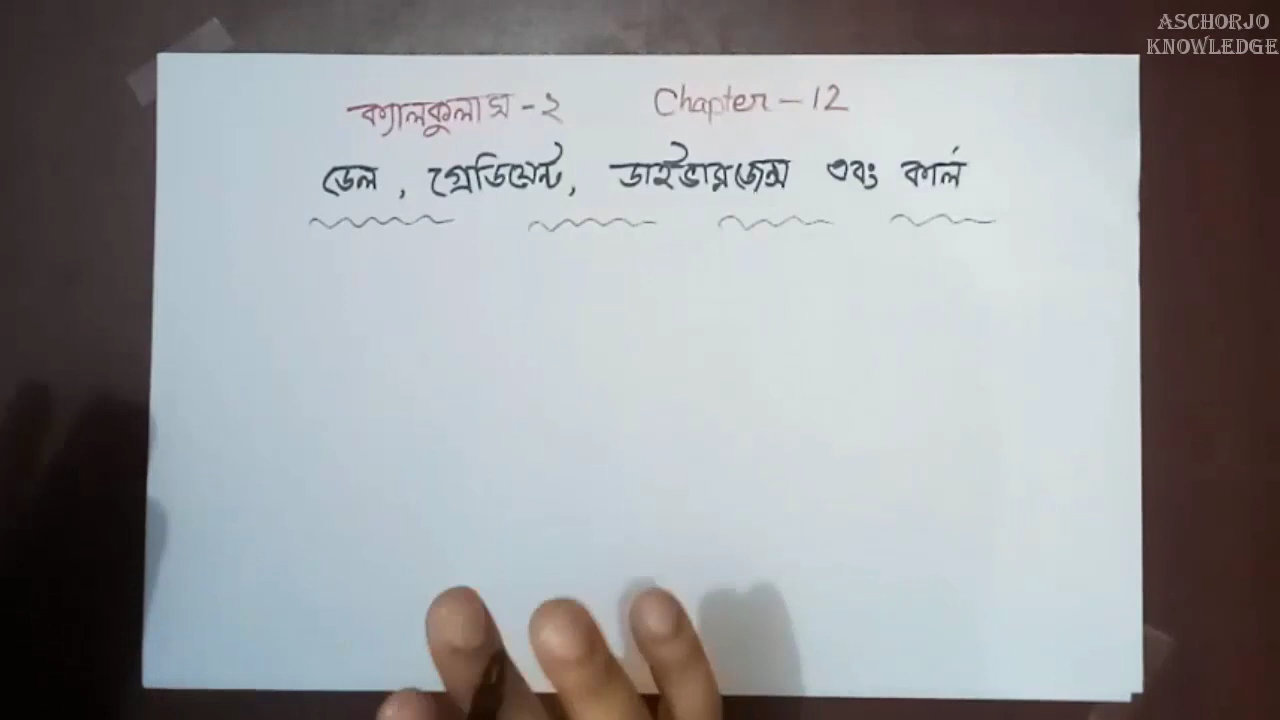 ASCHORJO
KNOWLEDGE
ক্যালকুলাস - ২ Chapter - 12
ডেল, গ্রেডিয়েন্ট, ডাইভারজেন্স এবং কার্ল